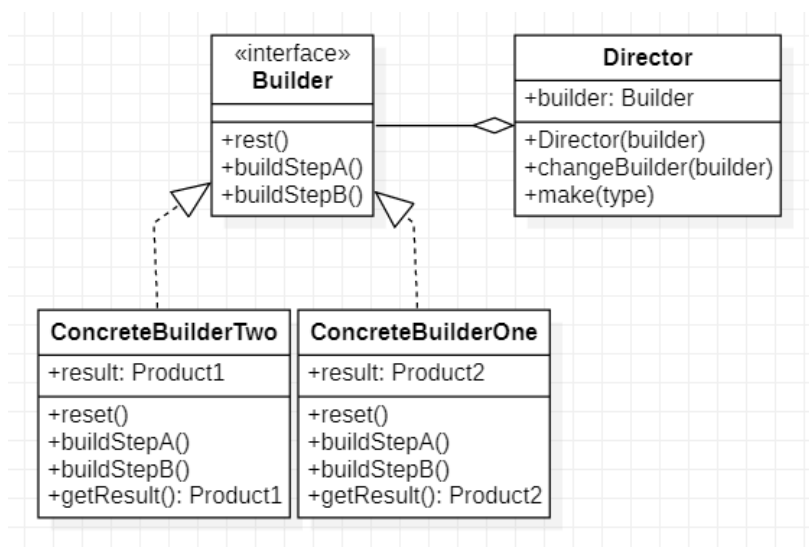 «interface»
Builder
+rest()
+buildStepA()
+buildStepB()
Director
+builder: Builder
+Director(builder)
+changeBuilder(builder)
+make(type)
ConcreteBuilderTwo
+result: Product1
+reset()
+buildStepA()
+buildStepB()
+getResult(): Product1
ConcreteBuilderOne
+result: Product2
+reset()
+buildStepA()
+buildStepB()
+getResult(): Product2